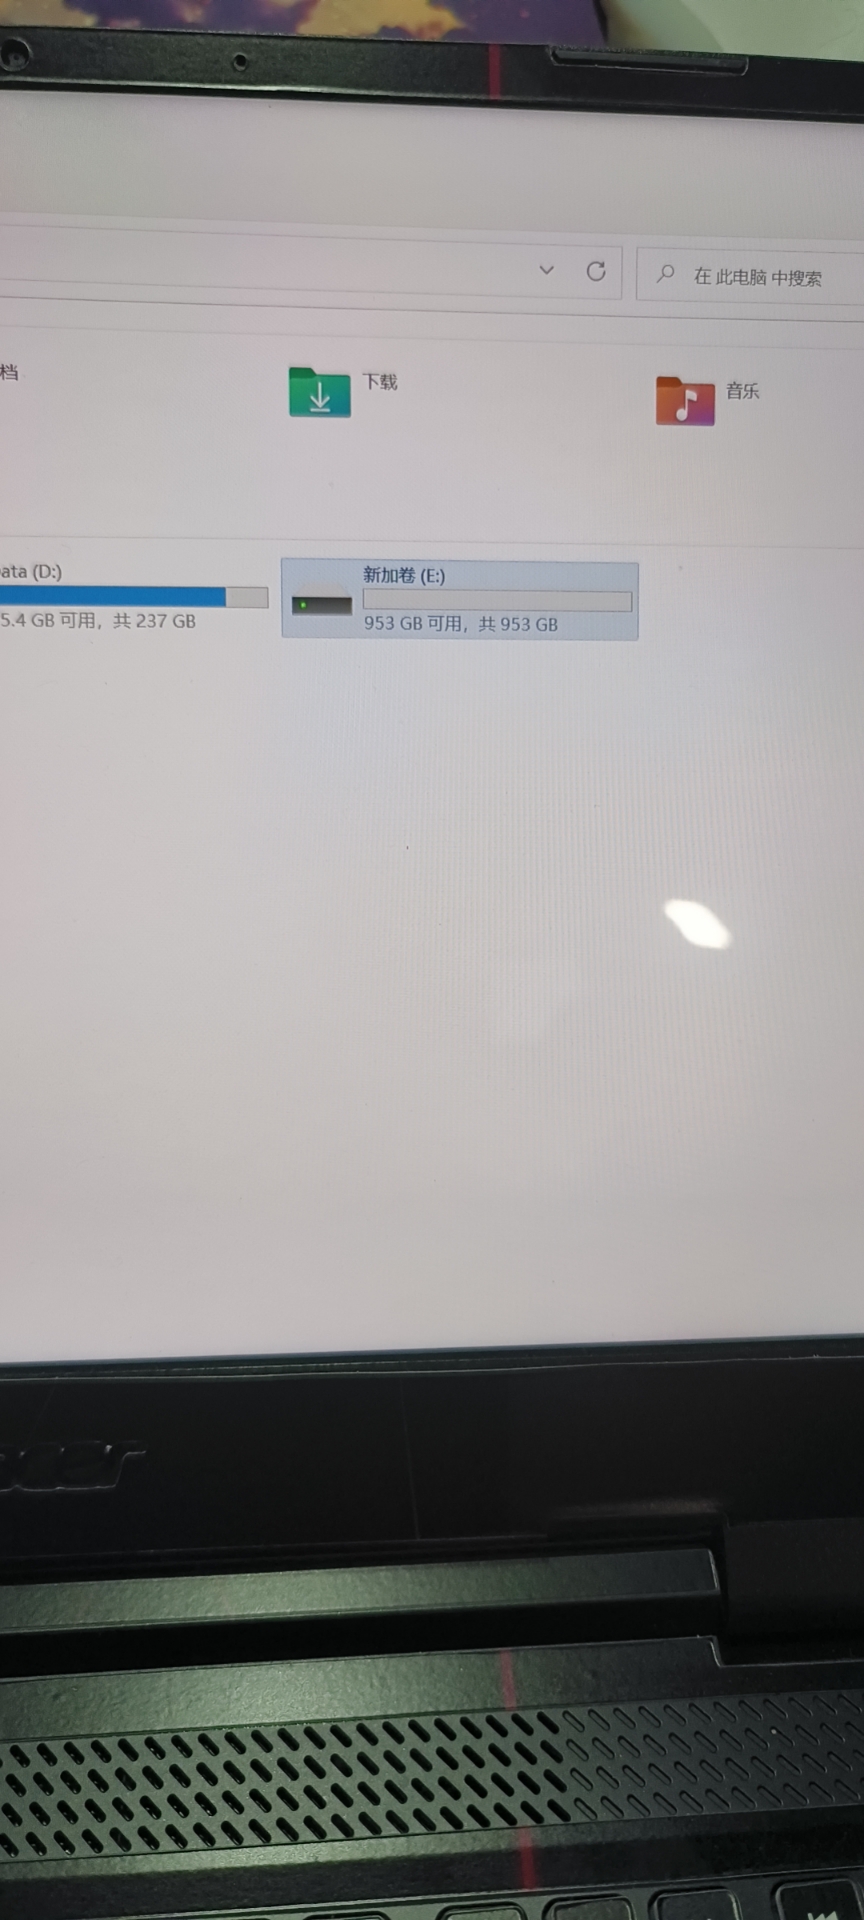 在 此电脑 中搜索
档
下载
音乐
ata (D:)
5.4 GB 可用，共 237 GB
新加卷 (E:)
953 GB 可用，共 953 GB
acer